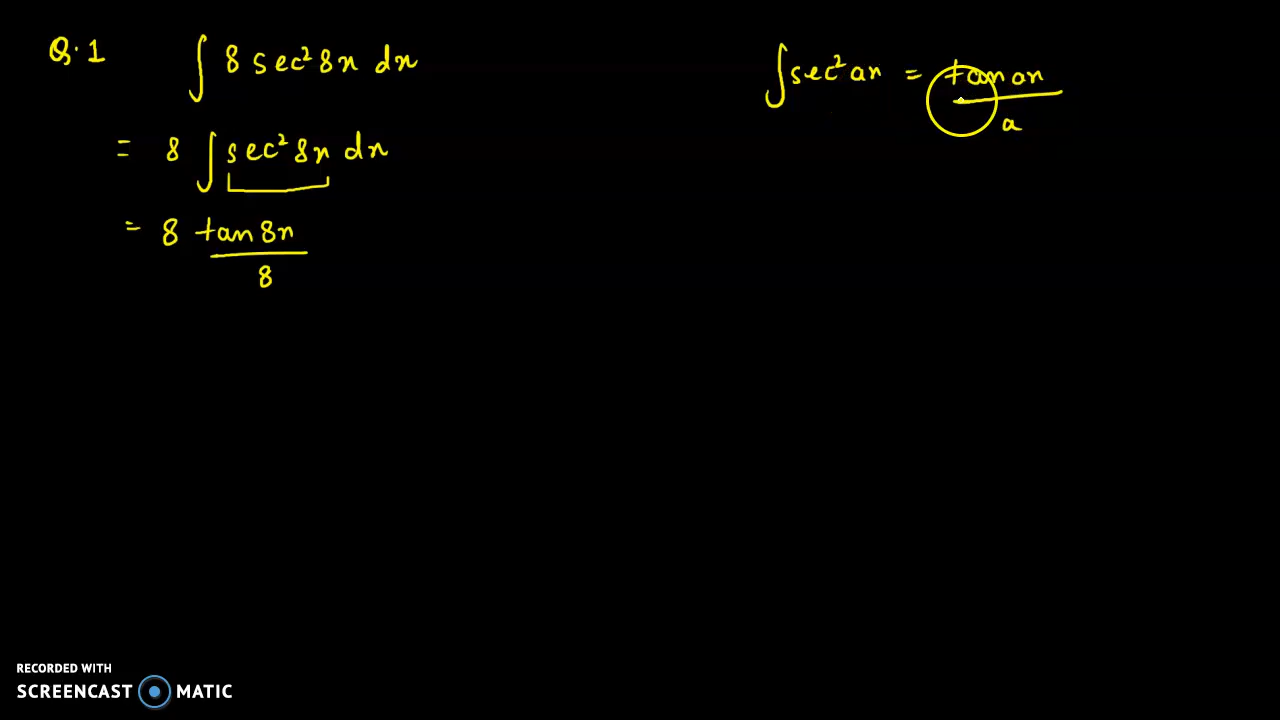 Q.1 ∫ 8 sec² 8x dx
= 8 ∫ sec² 8x dx
= 8 tan 8x / 8
∫ sec² ax = tan ax / a
RECORDED WITH
SCREENCAST MATIC